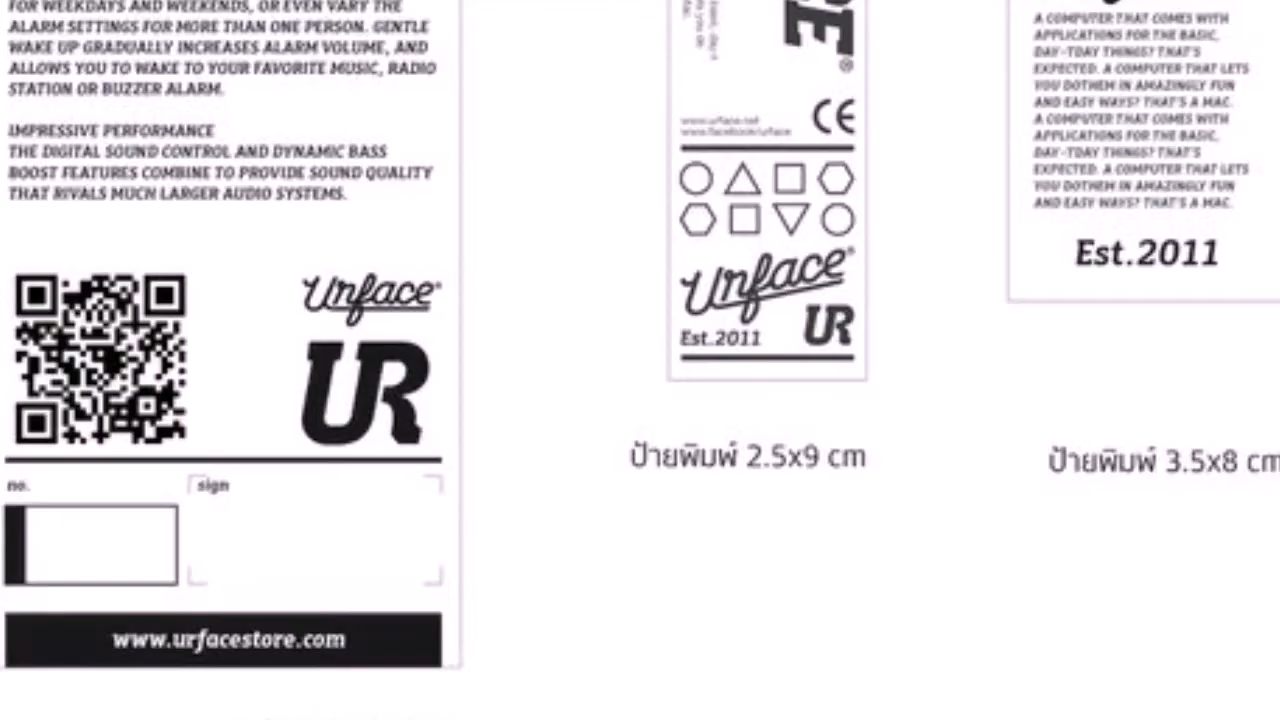 FOR WEEKDAYS AND WEEKENDS, OR EVEN VARY THE
ALARM SETTINGS FOR MORE THAN ONE PERSON. GENTLE
WAKE UP GRADUALLY INCREASES ALARM VOLUME, AND
ALLOWS YOU TO WAKE TO YOUR FAVORITE MUSIC, RADIO
STATION OR BUZZER ALARM.
IMPRESSIVE PERFORMANCE
THE DIGITAL SOUND CONTROL AND DYNAMIC BASS
BOOST FEATURES COMBINE TO PROVIDE SOUND QUALITY
THAT RIVALS MUCH LARGER AUDIO SYSTEMS.
Urface®
UR
no.
sign
www.urfacestore.com
CE
www.urface.net
www.facebook/urface
Urface®
Est.2011
UR
ป้ายพิมพ์ 2.5x9 cm
A COMPUTER THAT COMES WITH
APPLICATIONS FOR THE BASIC,
DAY-TDAY THINGS? THAT'S
EXPECTED. A COMPUTER THAT LETS
YOU DOTHEM IN AMAZINGLY FUN
AND EASY WAYS? THAT'S A MAC.
A COMPUTER THAT COMES WITH
APPLICATIONS FOR THE BASIC,
DAY-TDAY THINGS? THAT'S
EXPECTED. A COMPUTER THAT LETS
YOU DOTHEM IN AMAZINGLY FUN
AND EASY WAYS? THAT'S A MAC.
Est.2011
ป้ายพิมพ์ 3.5x8 cm